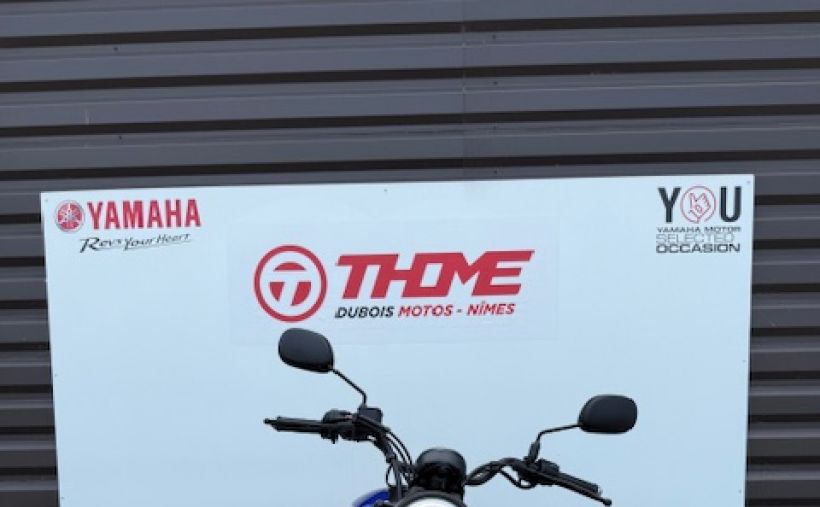 YAMAHA
Revs Your Heart
YOU
YAMAHA MOTOR
SELECTED
OCCASION
THOME
DUBOIS MOTOS - NÎMES